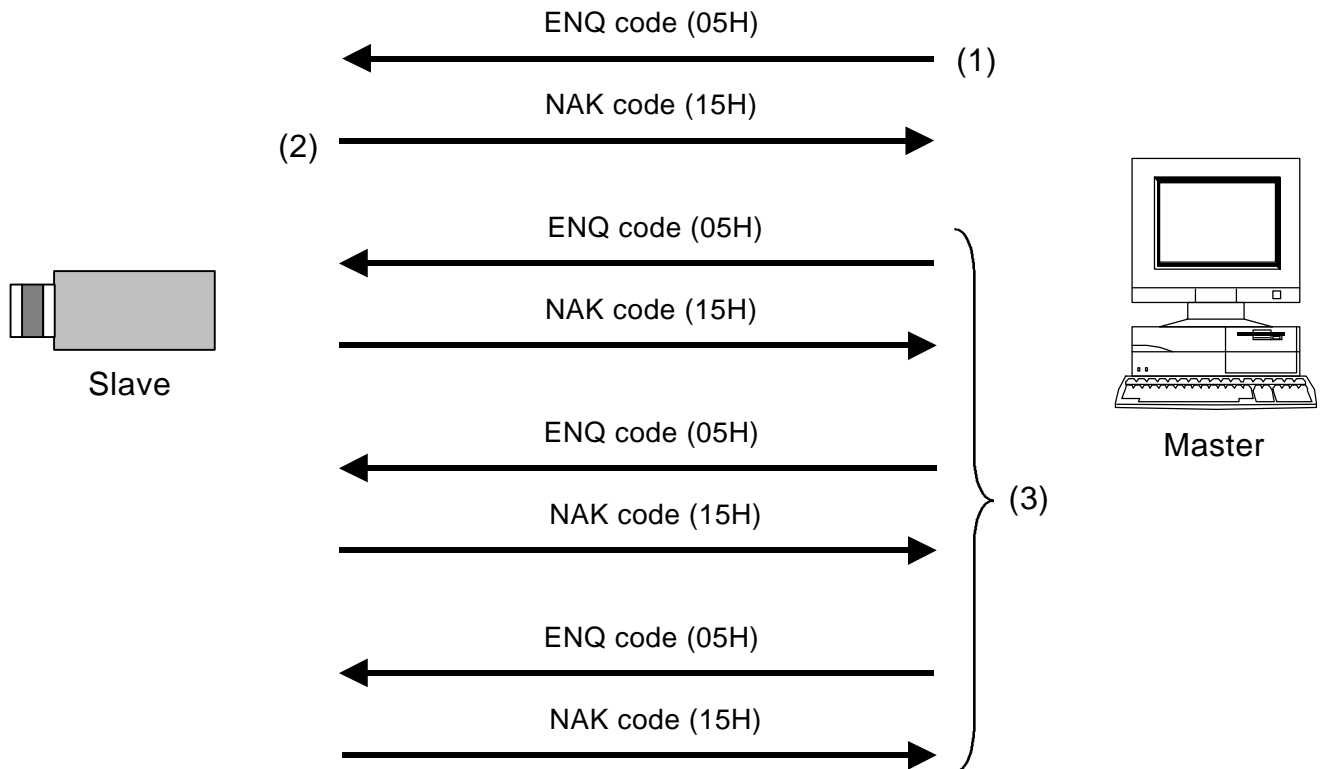 ENQ code (05H)
(1)
NAK code (15H)
(2)
ENQ code (05H)
NAK code (15H)
Slave
ENQ code (05H)
Master
(3)
NAK code (15H)
ENQ code (05H)
NAK code (15H)